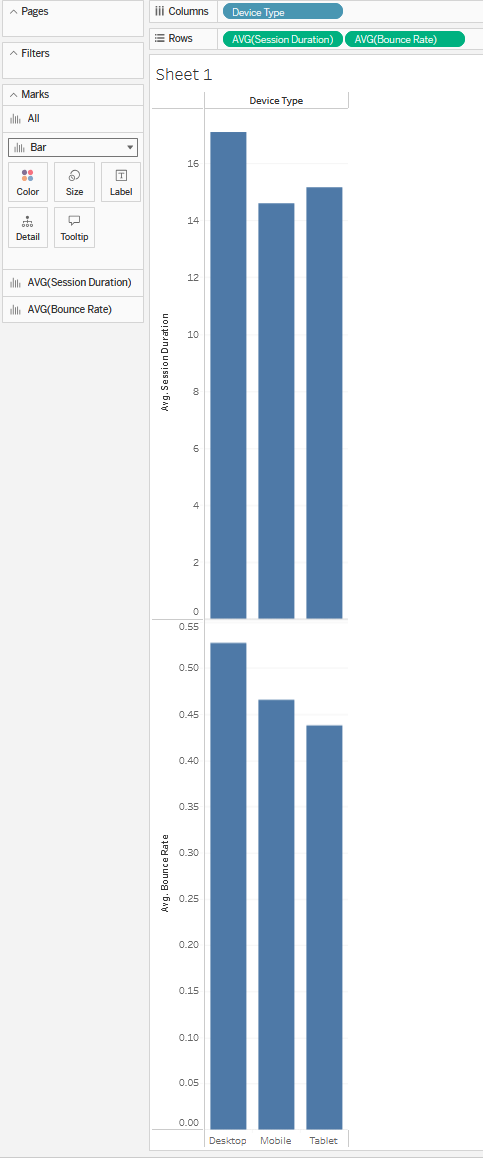 Pages
Columns
Device Type
Rows
AVG(Session Duration)
AVG(Bounce Rate)
Filters
Marks
All
Bar
Color
Size
Label
Detail
Tooltip
AVG(Session Duration)
AVG(Bounce Rate)
Sheet 1
Device Type
Avg. Session Duration
16
14
12
10
8
6
4
2
0
Avg. Bounce Rate
0.55
0.50
0.45
0.40
0.35
0.30
0.25
0.20
0.15
0.10
0.05
0.00
Desktop
Mobile
Tablet